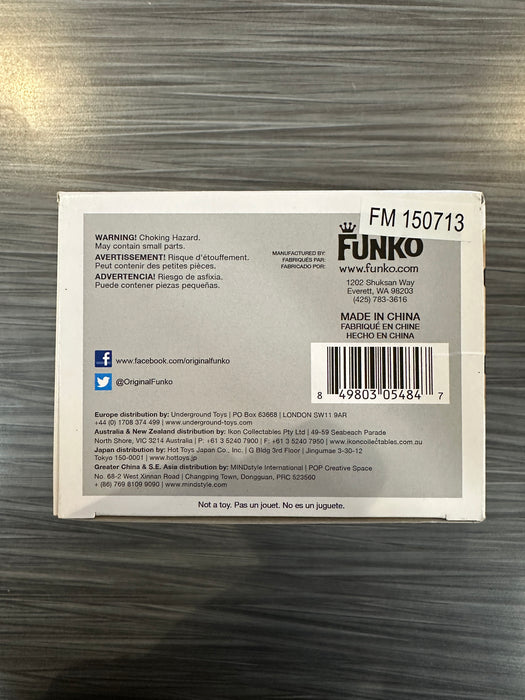 WARNING! Choking Hazard.
May contain small parts.
AVERTISSEMENT! Risque d'étouffement.
Peut contenir des petites pièces.
ADVERTENCIA! Riesgo de asfixia.
Puede contener piezas pequeñas.
FM 150713
MANUFACTURED BY:
FABRIQUÉS PAR:
FABRICADO POR:
FUNKO
www.funko.com
1202 Shuksan Way
Everett, WA 98203
(425) 783-3616
MADE IN CHINA
FABRIQUÉ EN CHINE
HECHO EN CHINA
f www.facebook.com/originalfunko
@OriginalFunko
8 49803 05484 7
Europe distribution by: Underground Toys | PO Box 63668 | LONDON SW11 9AR
+44 (0) 1708 374 499 | www.undergroundtoys.com
Australia & New Zealand distribution by: Ikon Collectables Pty Ltd | 49-59 Seabeach Parade
North Shore, VIC 3214 Australia | P: +61 3 5240 7900 | F: +61 3 5240 7950 | www.ikoncollectables.com.au
Japan distribution by: Hot Toys Japan Co., Inc. | G Bldg 3rd Floor | Jingumae 3-30-12
Tokyo 150-0001 | www.hottoys.jp
Greater China & S.E. Asia distribution by: MINDstyle International | POP Creative Space
No. 68-2 West Xinnan Road | Changping Town, Dongguan, PRC 523560
+ (86) 769 8109 9090 | www.mindstyle.com
Not a toy. Pas un jouet. No es un juguete.